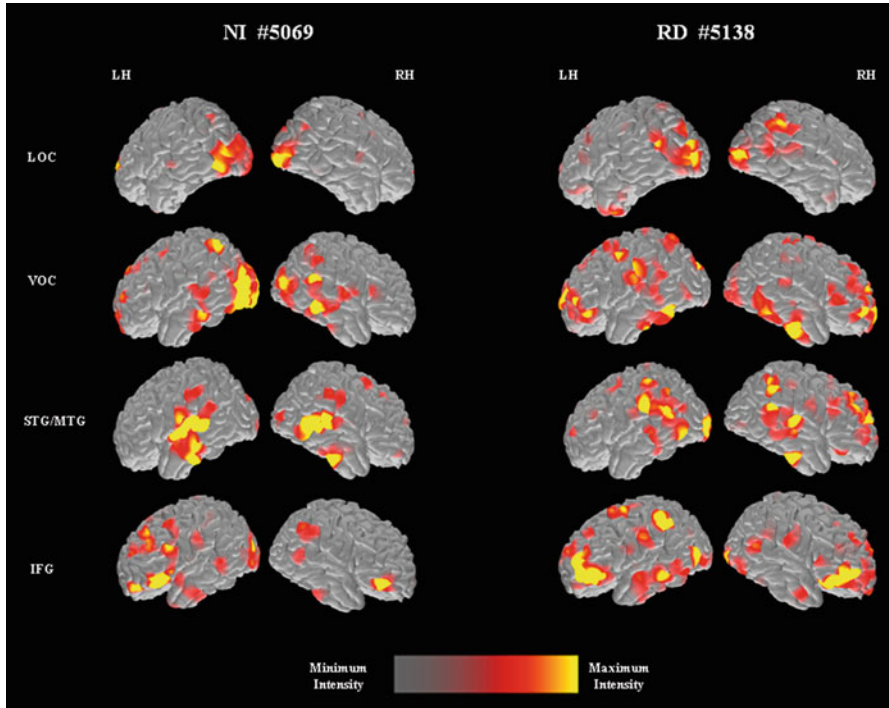 NI #5069
RD #5138
LH
RH
LH
RH
LOC
VOC
STG/MTG
IFG
Minimum
Intensity
Maximum
Intensity